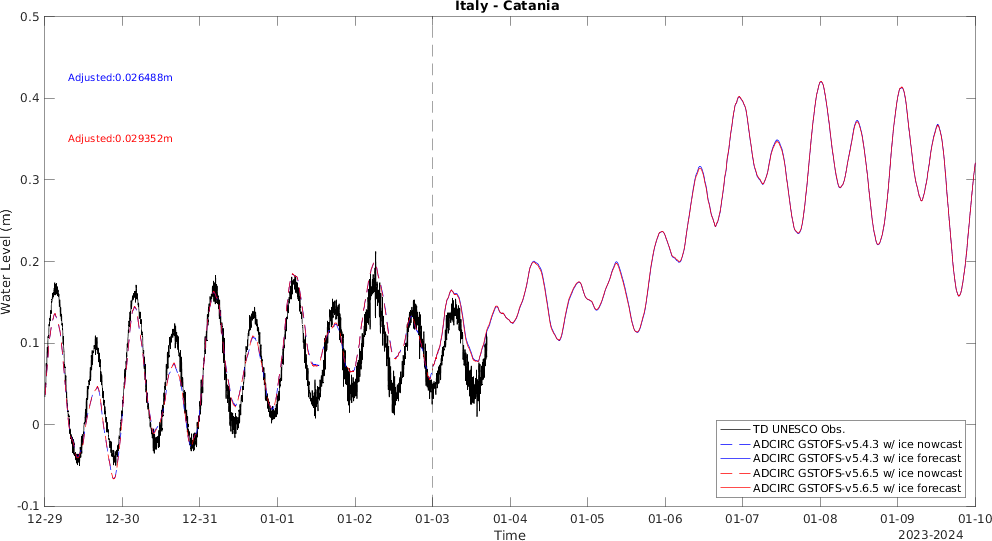 Italy - Catania
0.5
0.4
0.3
0.2
0.1
0
-0.1
Water Level (m)
Adjusted:0.026488m
Adjusted:0.029352m
TD UNESCO Obs.
ADCIRC GSTOFS-v5.4.3 w/ ice nowcast
ADCIRC GSTOFS-v5.4.3 w/ ice forecast
ADCIRC GSTOFS-v5.6.5 w/ ice nowcast
ADCIRC GSTOFS-v5.6.5 w/ ice forecast
12-29 12-30 12-31 01-01 01-02 01-03 01-04 01-05 01-06 01-07 01-08 01-09 01-10
Time
2023-2024